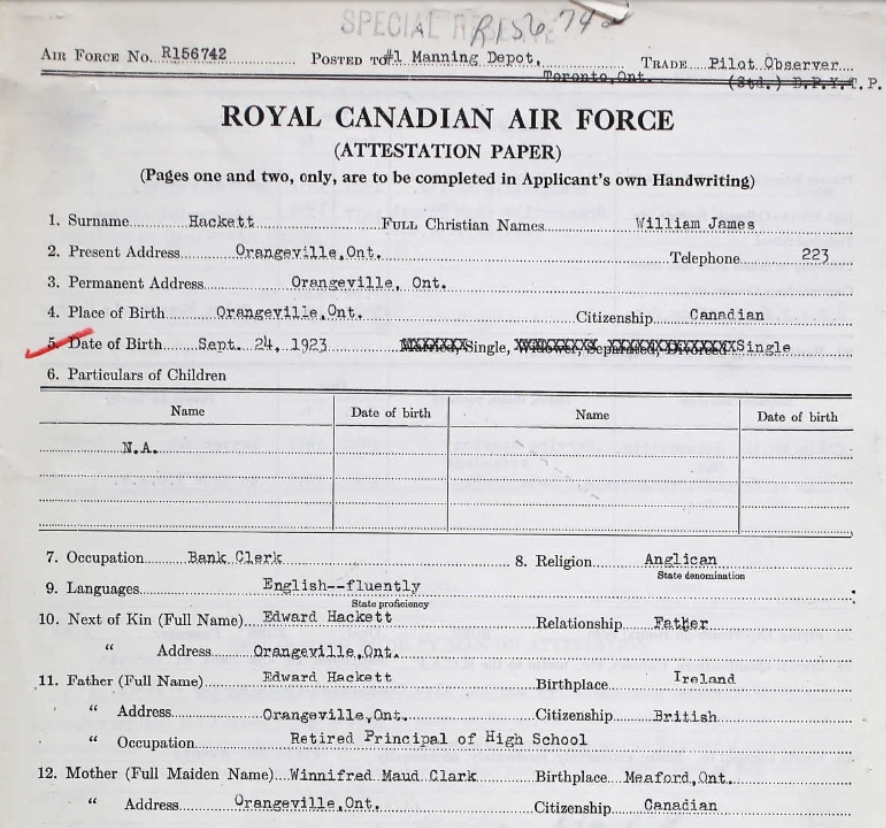 SPECIAL RESERVE
R156742
AIR FORCE NO. R156742 POSTED TO #1 Manning Depot, TRADE Pilot Observer
Toronto, Ont. (Std.) D.P.Y.T.P.
ROYAL CANADIAN AIR FORCE
(ATTESTATION PAPER)
(Pages one and two, only, are to be completed in Applicant's own Handwriting)
1. Surname Hackett FULL Christian Names William James
2. Present Address Orangeville,Ont. Telephone 223
3. Permanent Address Orangeville, Ont.
4. Place of Birth Orangeville,Ont. Citizenship Canadian
5. Date of Birth Sept. 24, 1923 Married, Single, Widower, Separated, Divorced Single
6. Particulars of Children
Name Date of birth Name Date of birth
N.A.
7. Occupation Bank Clerk 8. Religion Anglican
State denomination
9. Languages English--fluently
State proficiency
10. Next of Kin (Full Name) Edward Hackett Relationship Father
" Address Orangeville,Ont.
11. Father (Full Name) Edward Hackett Birthplace Ireland
" Address Orangeville,Ont. Citizenship British
" Occupation Retired Principal of High School
12. Mother (Full Maiden Name) Winnifred Maud Clark Birthplace Meaford,Ont.
" Address Orangeville,Ont. Citizenship Canadian